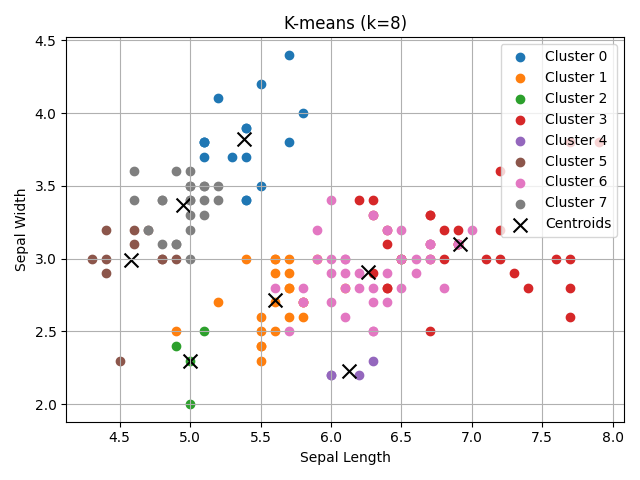 K-means (k=8)
4.5
4.0
3.5
3.0
2.5
2.0
Sepal Width
Cluster 0
Cluster 1
Cluster 2
Cluster 3
Cluster 4
Cluster 5
Cluster 6
Cluster 7
Centroids
4.5 5.0 5.5 6.0 6.5 7.0 7.5 8.0
Sepal Length